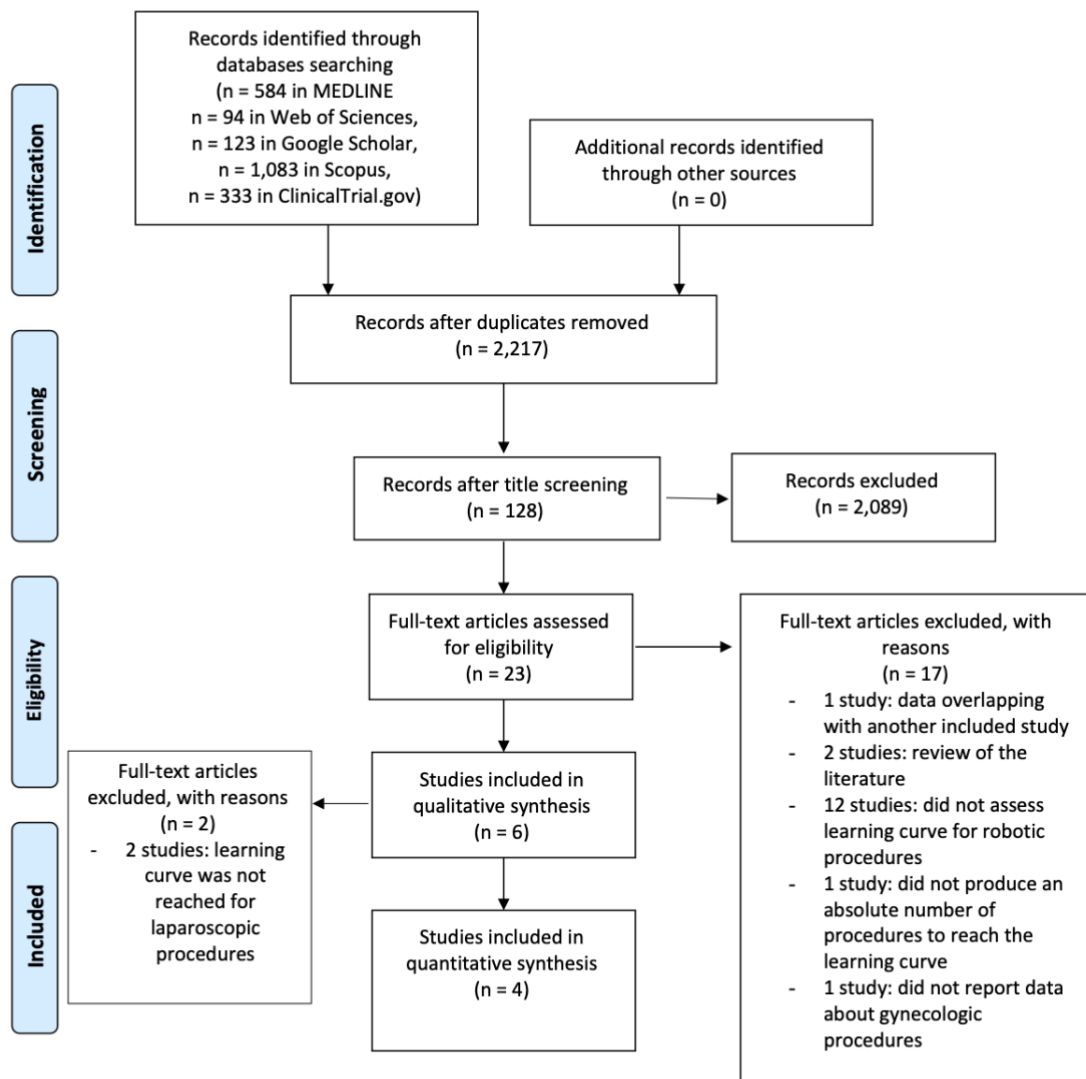 Records identified through
databases searching
(n = 584 in MEDLINE
n = 94 in Web of Sciences,
n = 123 in Google Scholar,
n = 1,083 in Scopus,
n = 333 in ClinicalTrial.gov)
Additional records identified
through other sources
(n = 0)
Identification
Records after duplicates removed
(n = 2,217)
Screening
Records after title screening
(n = 128)
Records excluded
(n = 2,089)
Eligibility
Full-text articles assessed
for eligibility
(n = 23)
Full-text articles excluded, with
reasons
(n = 17)
- 1 study: data overlapping
with another included study
- 2 studies: review of the
literature
- 12 studies: did not assess
learning curve for robotic
procedures
- 1 study: did not produce an
absolute number of
procedures to reach the
learning curve
- 1 study: did not report data
about gynecologic
procedures
Studies included in
qualitative synthesis
(n = 6)
Full-text articles
excluded, with reasons
(n = 2)
- 2 studies: learning
curve was not
reached for
laparoscopic
procedures
Included
Studies included in
quantitative synthesis
(n = 4)